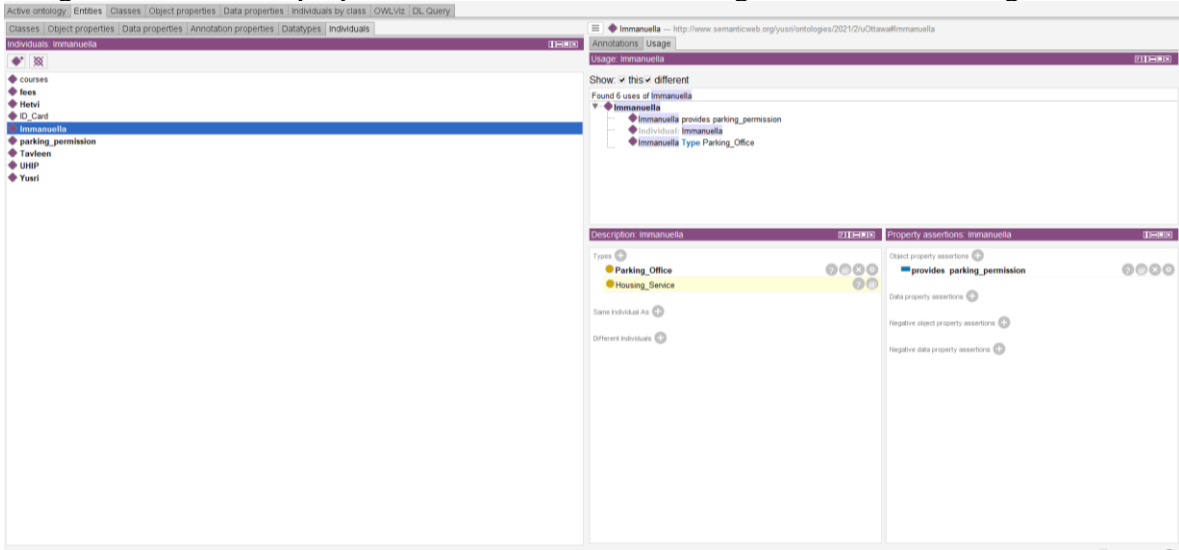 Active ontology Entities Classes Object properties Data properties Individuals by class OWLViz DL Query
Classes Object properties Data properties Annotation properties Datatypes Individuals
Individuals: Immanuella
courses
fees
Hetvi
ID_Card
Immanuella
parking_permission
Tavleen
UHIP
Yusri
Immanuella — http://www.semanticweb.org/yusri/ontologies/2021/2/uOttawa#Immanuella
Annotations Usage
Usage: Immanuella
Show: this different
Found 6 uses of Immanuella
Immanuella
Immanuella provides parking_permission
Individual: Immanuella
Immanuella Type Parking_Office
Description: Immanuella
Types
Parking_Office
Housing_Service
Same Individual As
Different Individuals
Property assertions: Immanuella
Object property assertions
provides parking_permission
Data property assertions
Negative object property assertions
Negative data property assertions